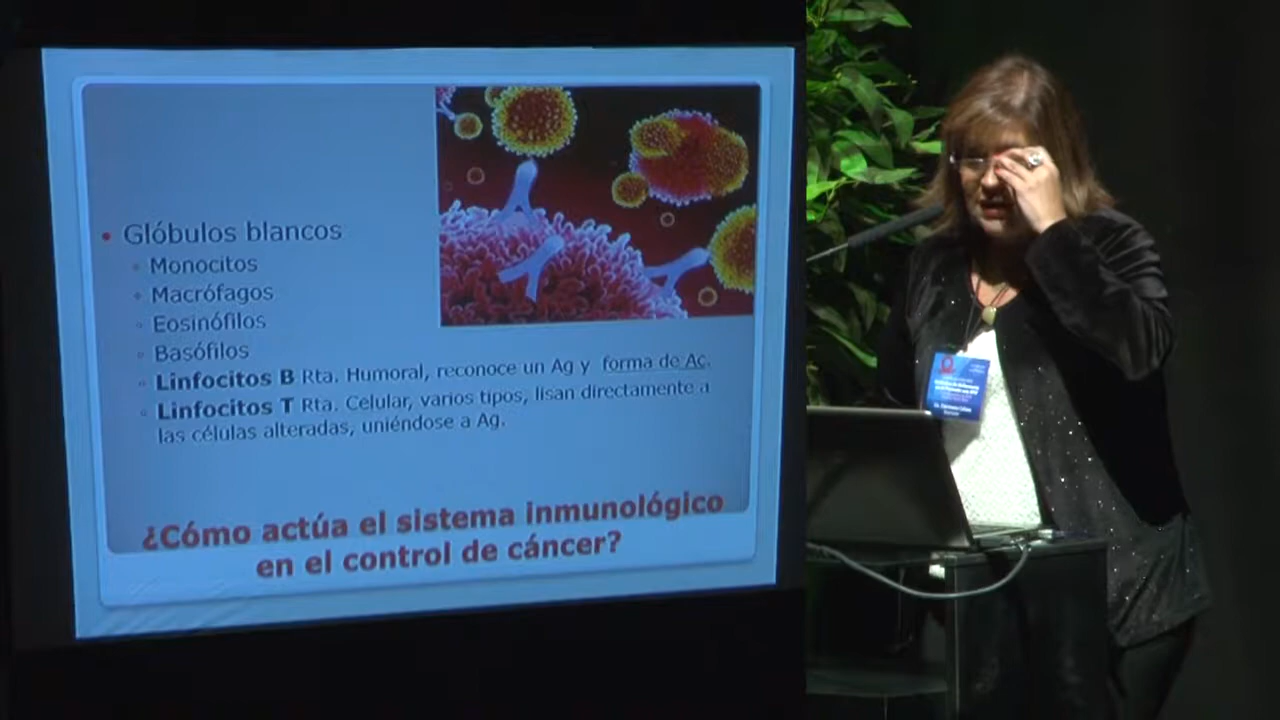 Glóbulos blancos
Monocitos
Macrófagos
Eosinófilos
Basófilos
Linfocitos B Rta. Humoral, reconoce un Ag y forma de Ac.
Linfocitos T Rta. Celular, varios tipos, lisan directamente a
las células alteradas, uniéndose a Ag.
¿Cómo actúa el sistema inmunológico
en el control de cáncer?